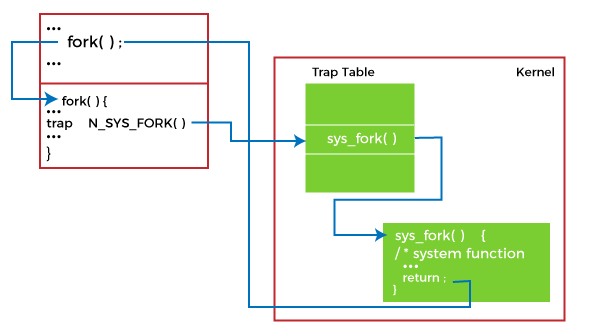 ...
fork( ) ;
...
fork( ) {
...
trap N_SYS_FORK( )
...
}
Trap Table
Kernel
sys_fork( )
sys_fork( ) {
/ * system function
...
return ;
}